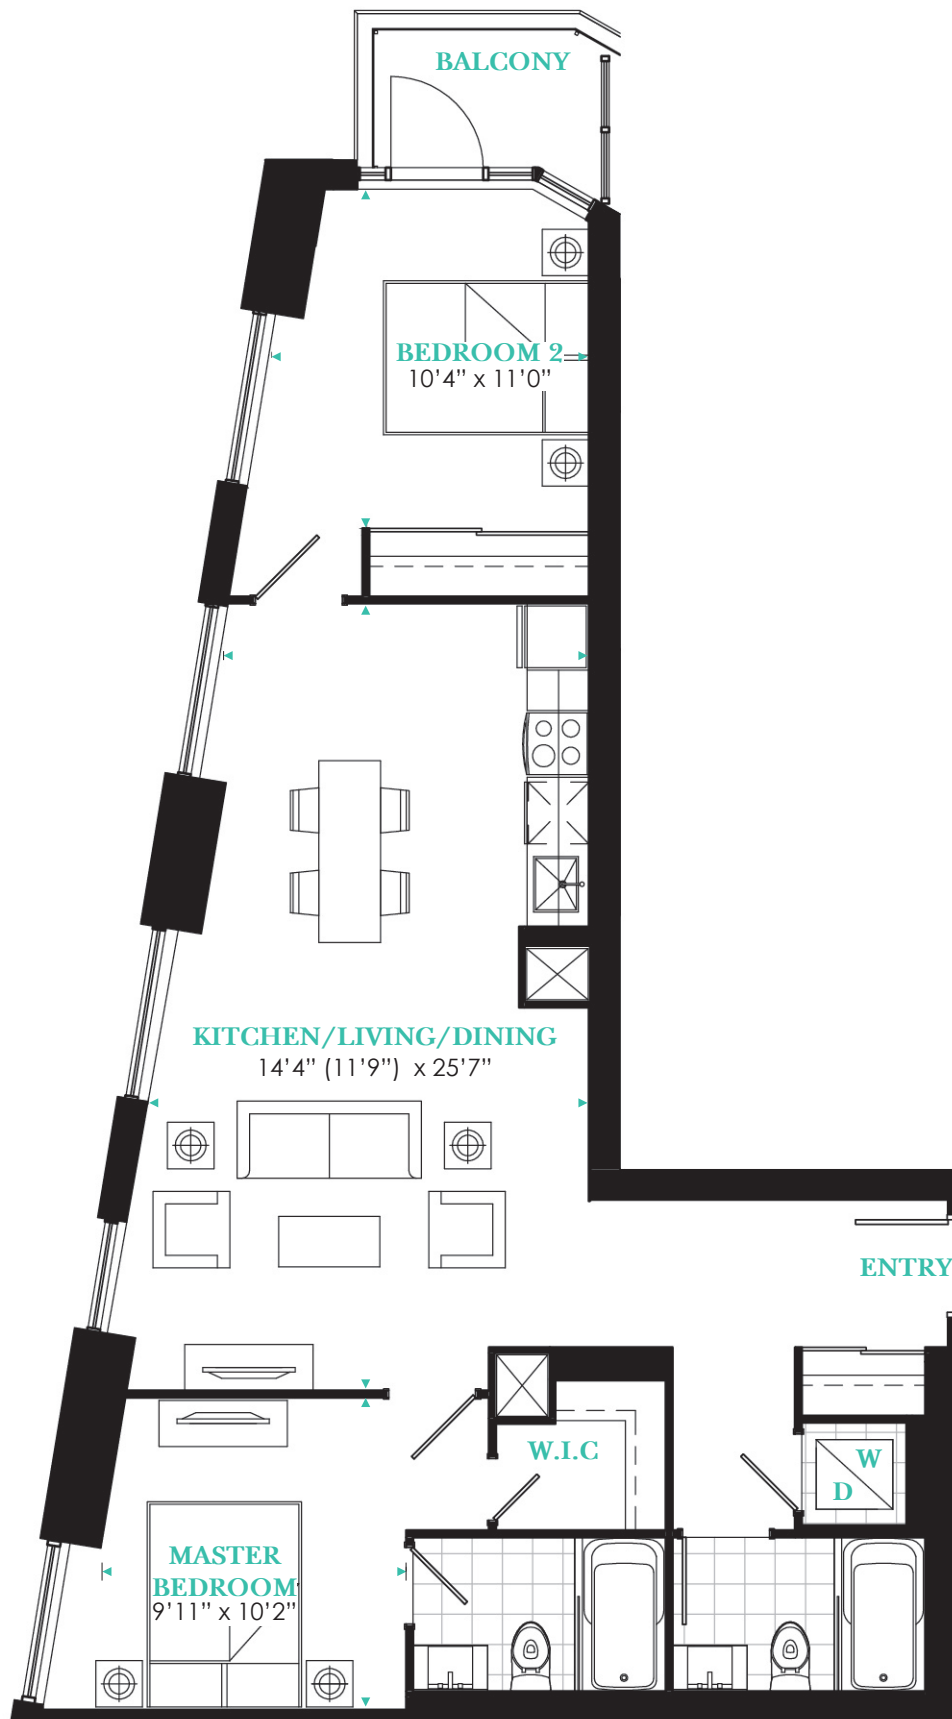 BALCONY
BEDROOM 2
10’4” x 11’0”
KITCHEN/LIVING/DINING
14’4” (11’9”) x 25’7”
ENTRY
W.I.C
W
D
MASTER
BEDROOM
9’11” x 10’2”